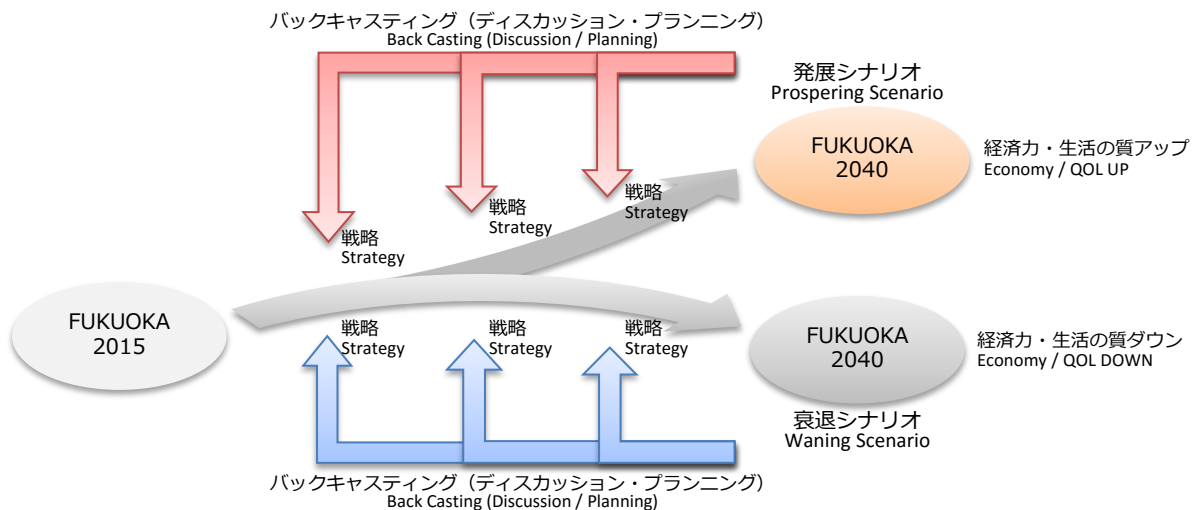 バックキャスティング（ディスカッション・プランニング）
Back Casting (Discussion / Planning)
発展シナリオ
Prospering Scenario
FUKUOKA
2040
経済力・生活の質アップ
Economy / QOL UP
戦略
Strategy
戦略
Strategy
戦略
Strategy
FUKUOKA
2015
戦略
Strategy
戦略
Strategy
戦略
Strategy
FUKUOKA
2040
経済力・生活の質ダウン
Economy / QOL DOWN
衰退シナリオ
Waning Scenario
バックキャスティング（ディスカッション・プランニング）
Back Casting (Discussion / Planning)